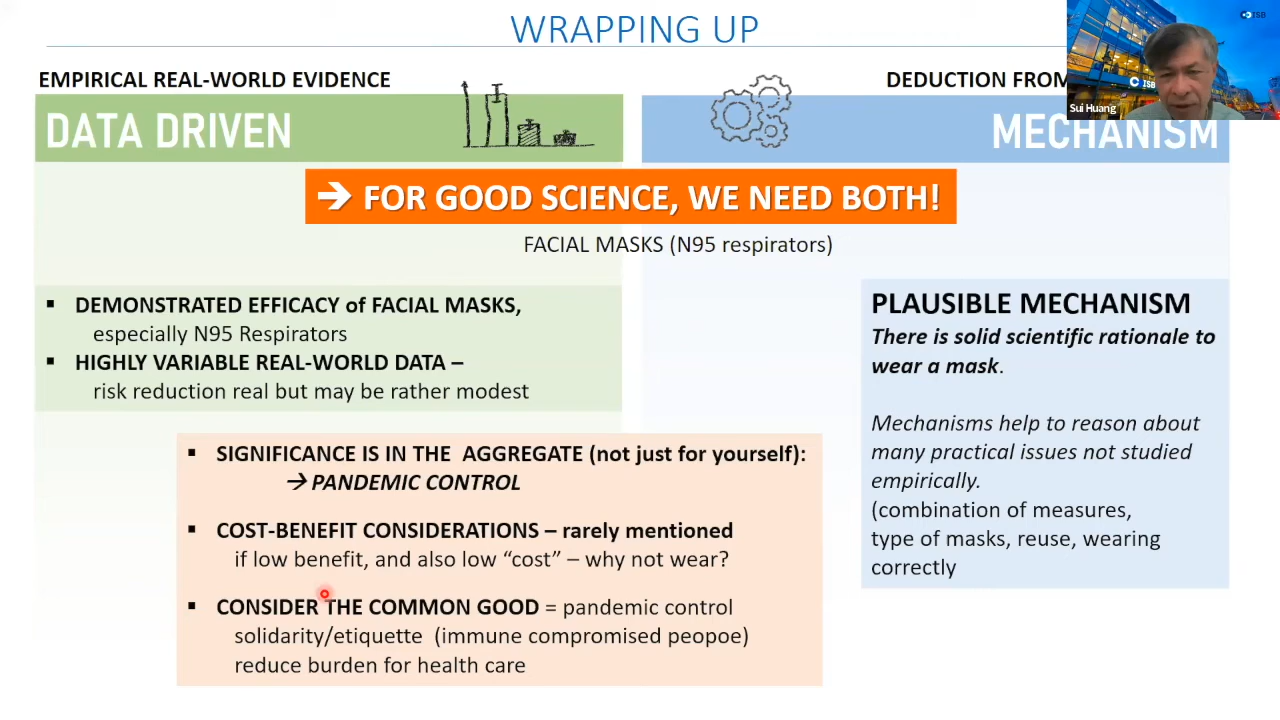 WRAPPING UP
EMPIRICAL REAL-WORLD EVIDENCE
DATA DRIVEN
DEDUCTION FROM
MECHANISM
ISB
ISB
Sui Huang
→ FOR GOOD SCIENCE, WE NEED BOTH!
FACIAL MASKS (N95 respirators)
▪ DEMONSTRATED EFFICACY of FACIAL MASKS,
especially N95 Respirators
▪ HIGHLY VARIABLE REAL-WORLD DATA –
risk reduction real but may be rather modest
▪ SIGNIFICANCE IS IN THE AGGREGATE (not just for yourself):
→ PANDEMIC CONTROL
▪ COST-BENEFIT CONSIDERATIONS – rarely mentioned
if low benefit, and also low “cost” – why not wear?
▪ CONSIDER THE COMMON GOOD = pandemic control
solidarity/etiquette (immune compromised peopoe)
reduce burden for health care
PLAUSIBLE MECHANISM
There is solid scientific rationale to
wear a mask.
Mechanisms help to reason about
many practical issues not studied
empirically.
(combination of measures,
type of masks, reuse, wearing
correctly